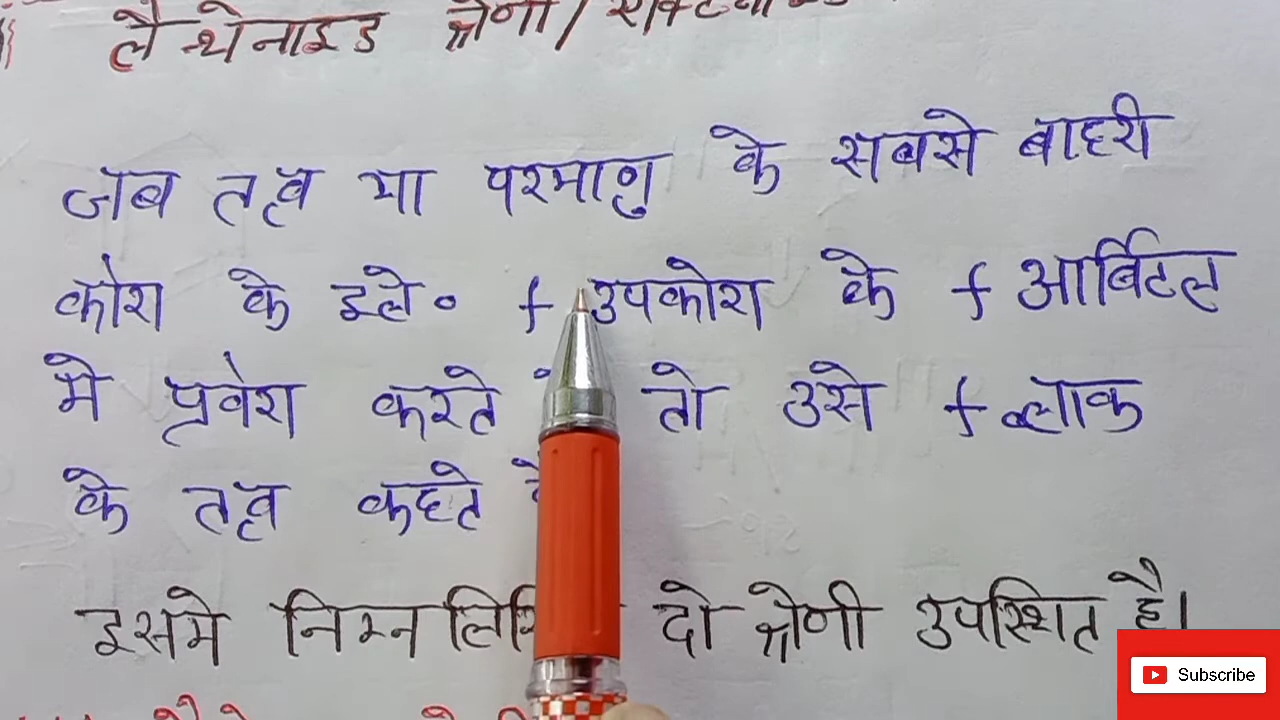 लैन्थेनाइड श्रेणी /
जब तत्व या परमाणु के सबसे बाहरी
कोश के इले० f उपकोश के f आर्बिटल
मे प्रवेश करते तो उसे f ब्लाक
के तत्व कहते
इसमे निम्नलिखि दो श्रेणी उपस्थित है।
Subscribe